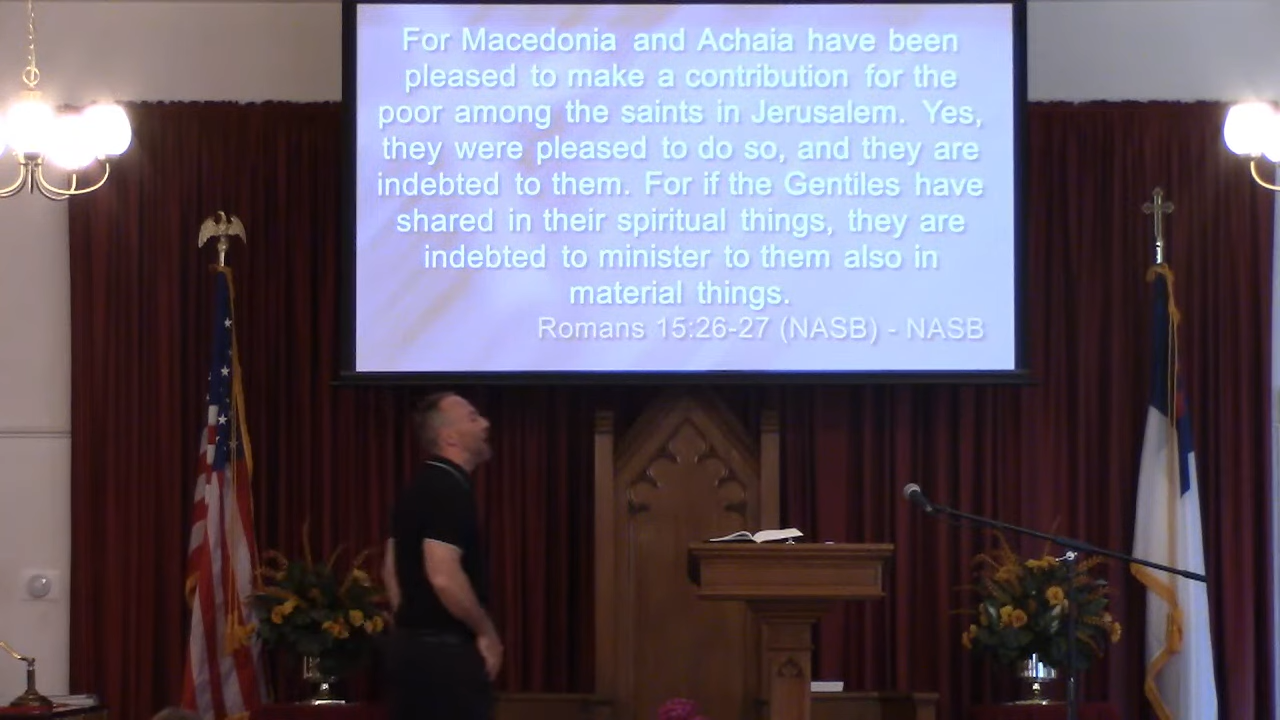 For Macedonia and Achaia have been
pleased to make a contribution for the
poor among the saints in Jerusalem. Yes,
they were pleased to do so, and they are
indebted to them. For if the Gentiles have
shared in their spiritual things, they are
indebted to minister to them also in
material things.
Romans 15:26-27 (NASB) - NASB